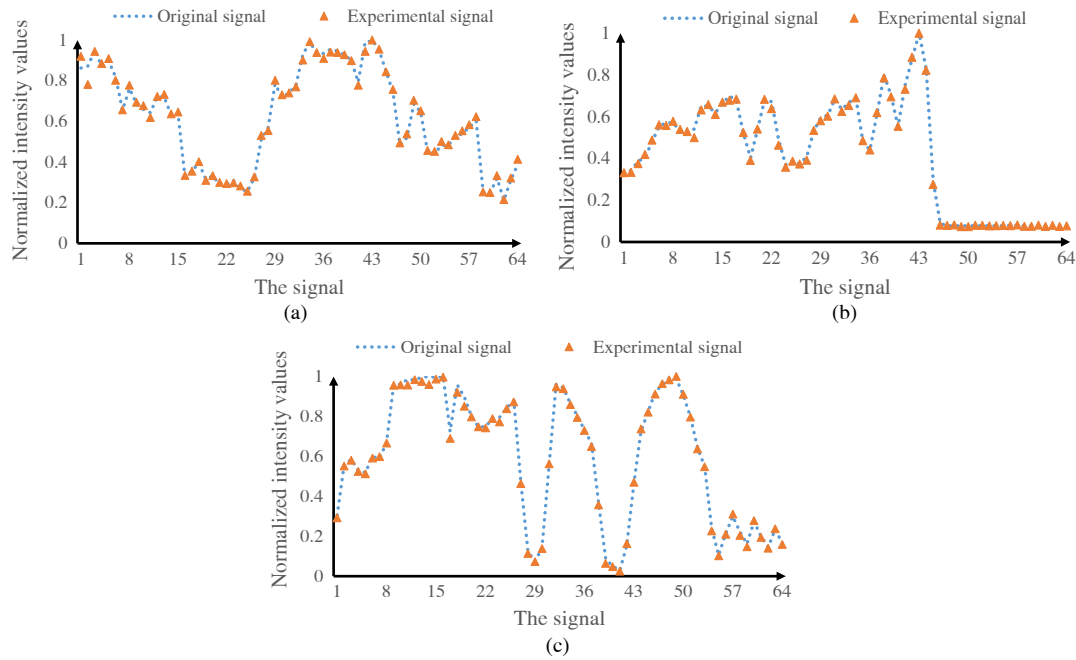 Original signal Experimental signal
Normalized intensity values
1
0.8
0.6
0.4
0.2
0
1 8 15 22 29 36 43 50 57 64
The signal
(a)
Original signal Experimental signal
Normalized intensity values
1
0.8
0.6
0.4
0.2
0
1 8 15 22 29 36 43 50 57 64
The signal
(b)
Original signal Experimental signal
Normalized intensity values
1
0.8
0.6
0.4
0.2
0
1 8 15 22 29 36 43 50 57 64
The signal
(c)